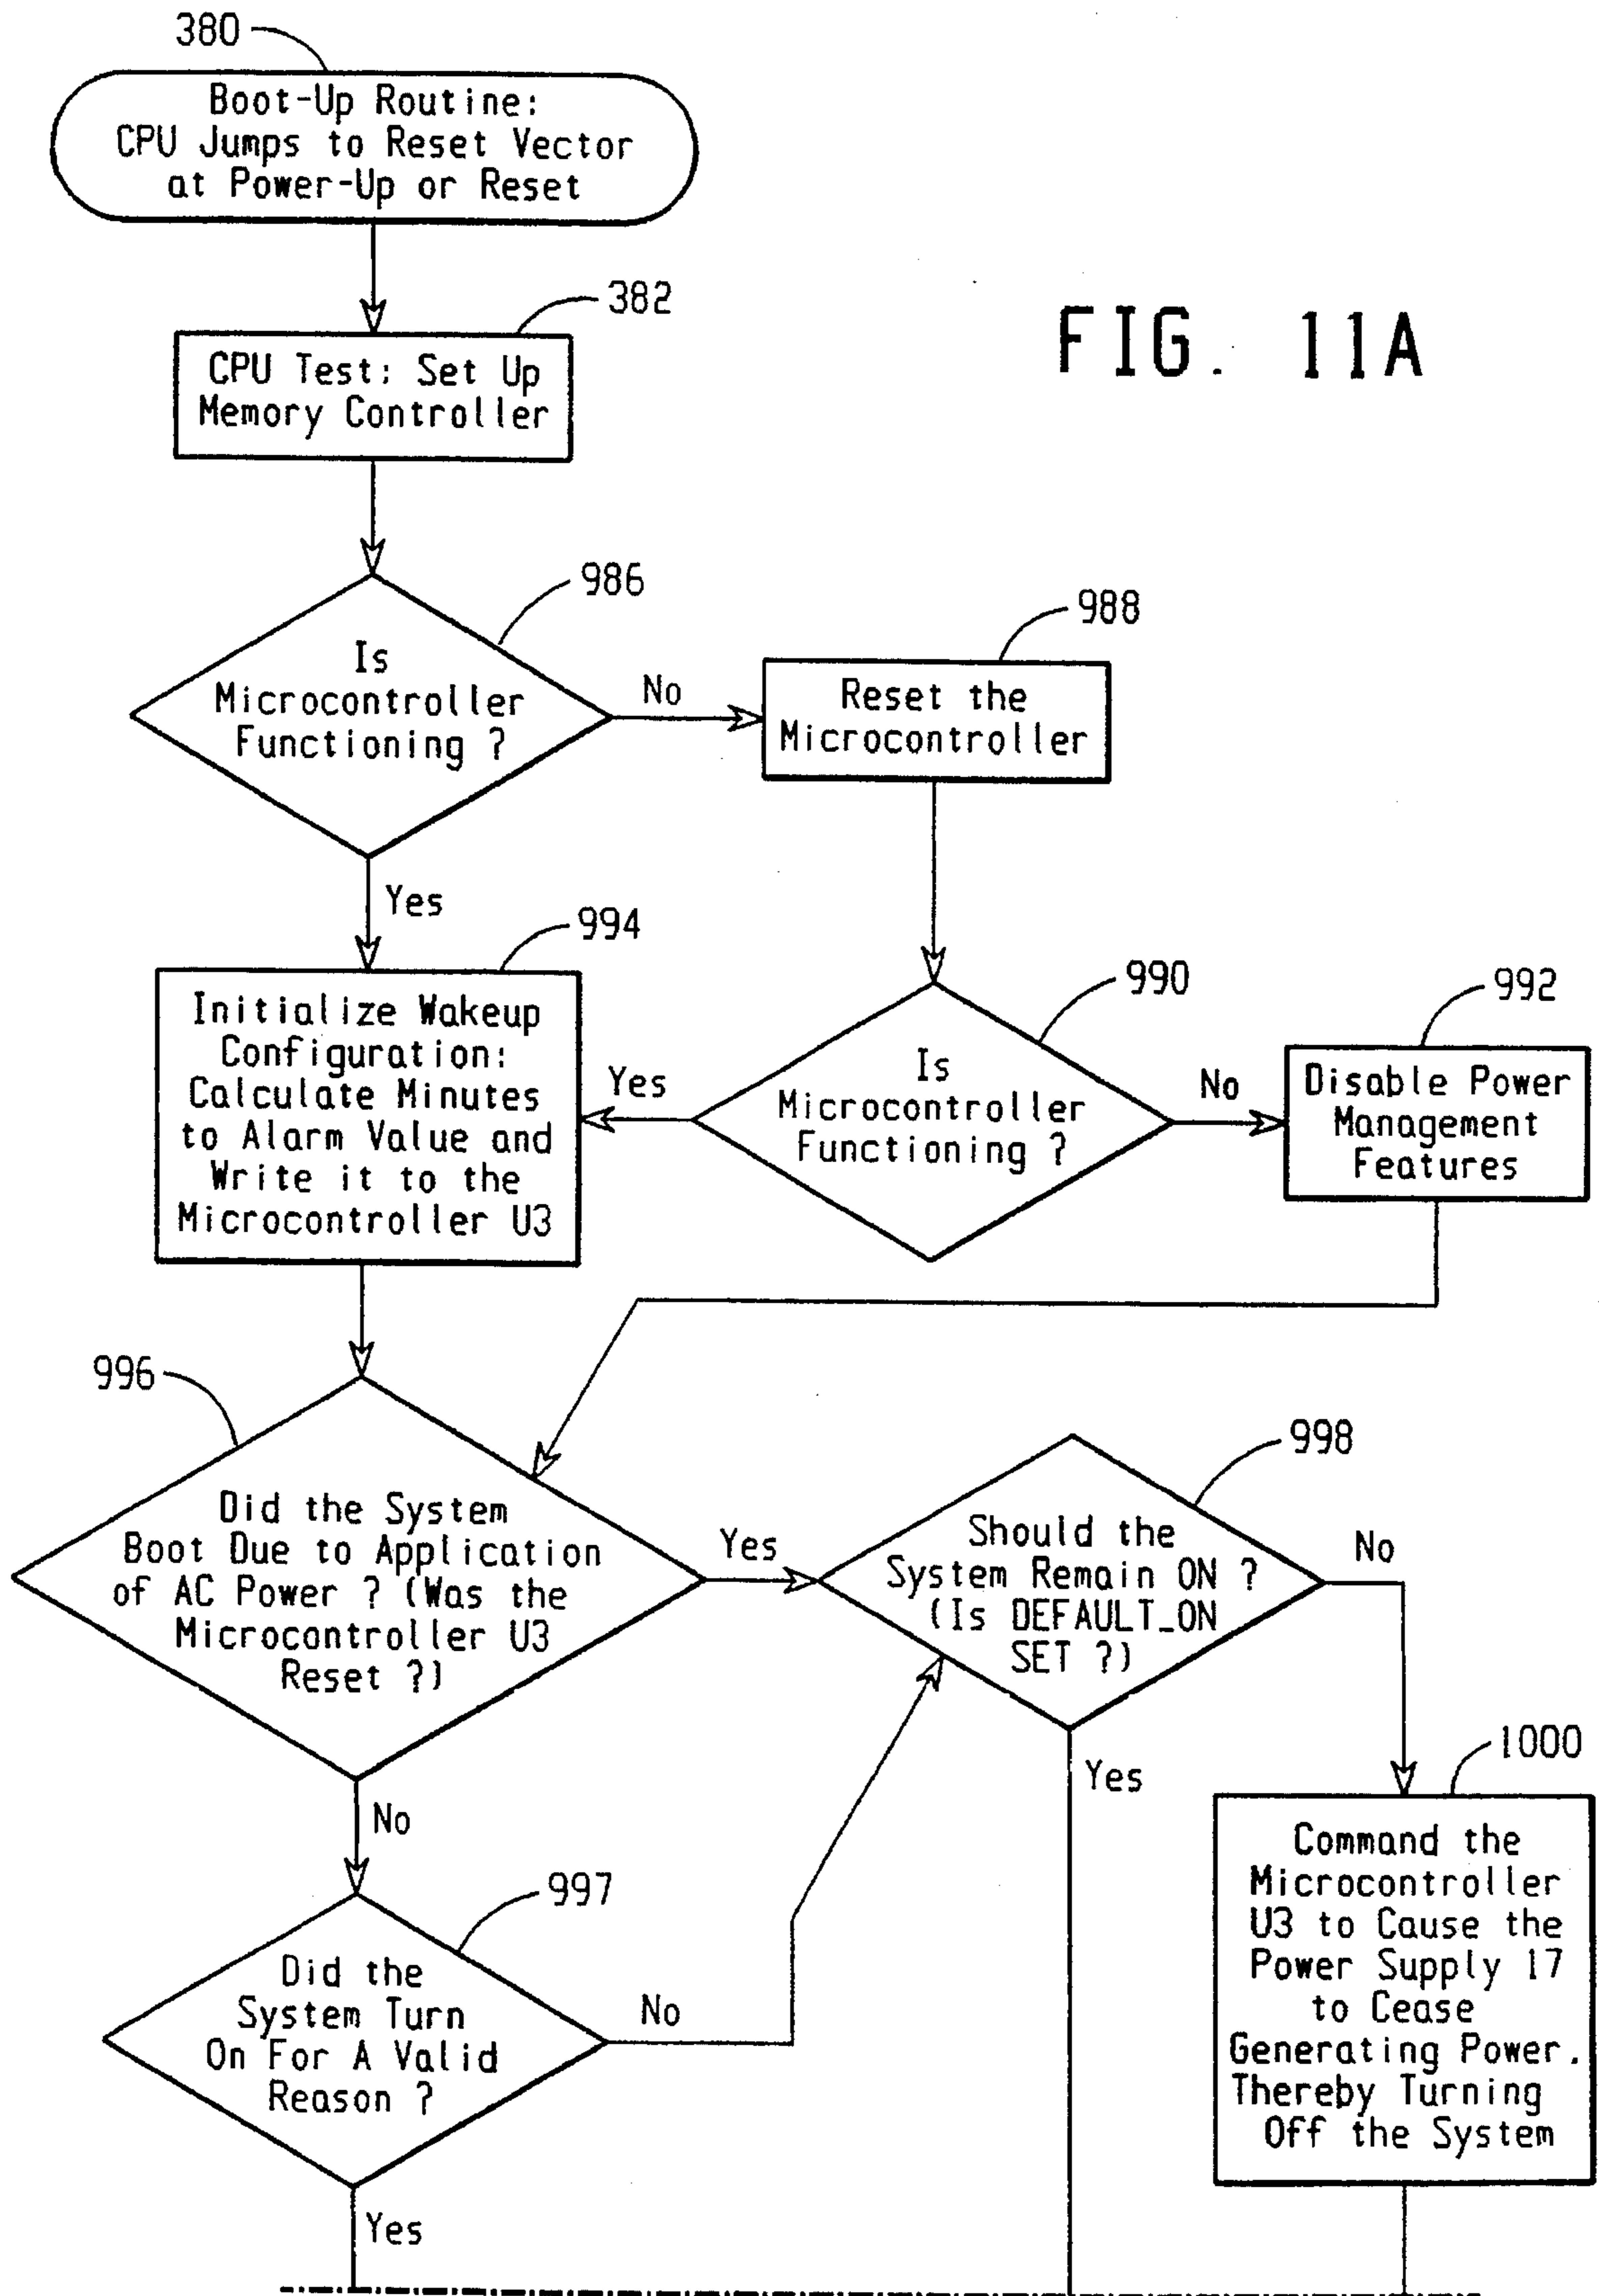 380
Boot-Up Routine:
CPU Jumps to Reset Vector
at Power-Up or Reset
382
CPU Test: Set Up
Memory Controller
FIG. 11A
986
Is
Microcontroller
Functioning ?
No
988
Reset the
Microcontroller
Yes
994
Initialize Wakeup
Configuration:
Calculate Minutes
to Alarm Value and
Write it to the
Microcontroller U3
Yes
990
Is
Microcontroller
Functioning ?
No
992
Disable Power
Management
Features
996
Did the System
Boot Due to Application
of AC Power ? (Was the
Microcontroller U3
Reset ?)
Yes
998
Should the
System Remain ON ?
(Is DEFAULT_ON
SET ?)
No
Yes
1000
Command the
Microcontroller
U3 to Cause the
Power Supply 17
to Cease
Generating Power.
Thereby Turning
Off the System
No
997
Did the
System Turn
On For A Valid
Reason ?
No
Yes